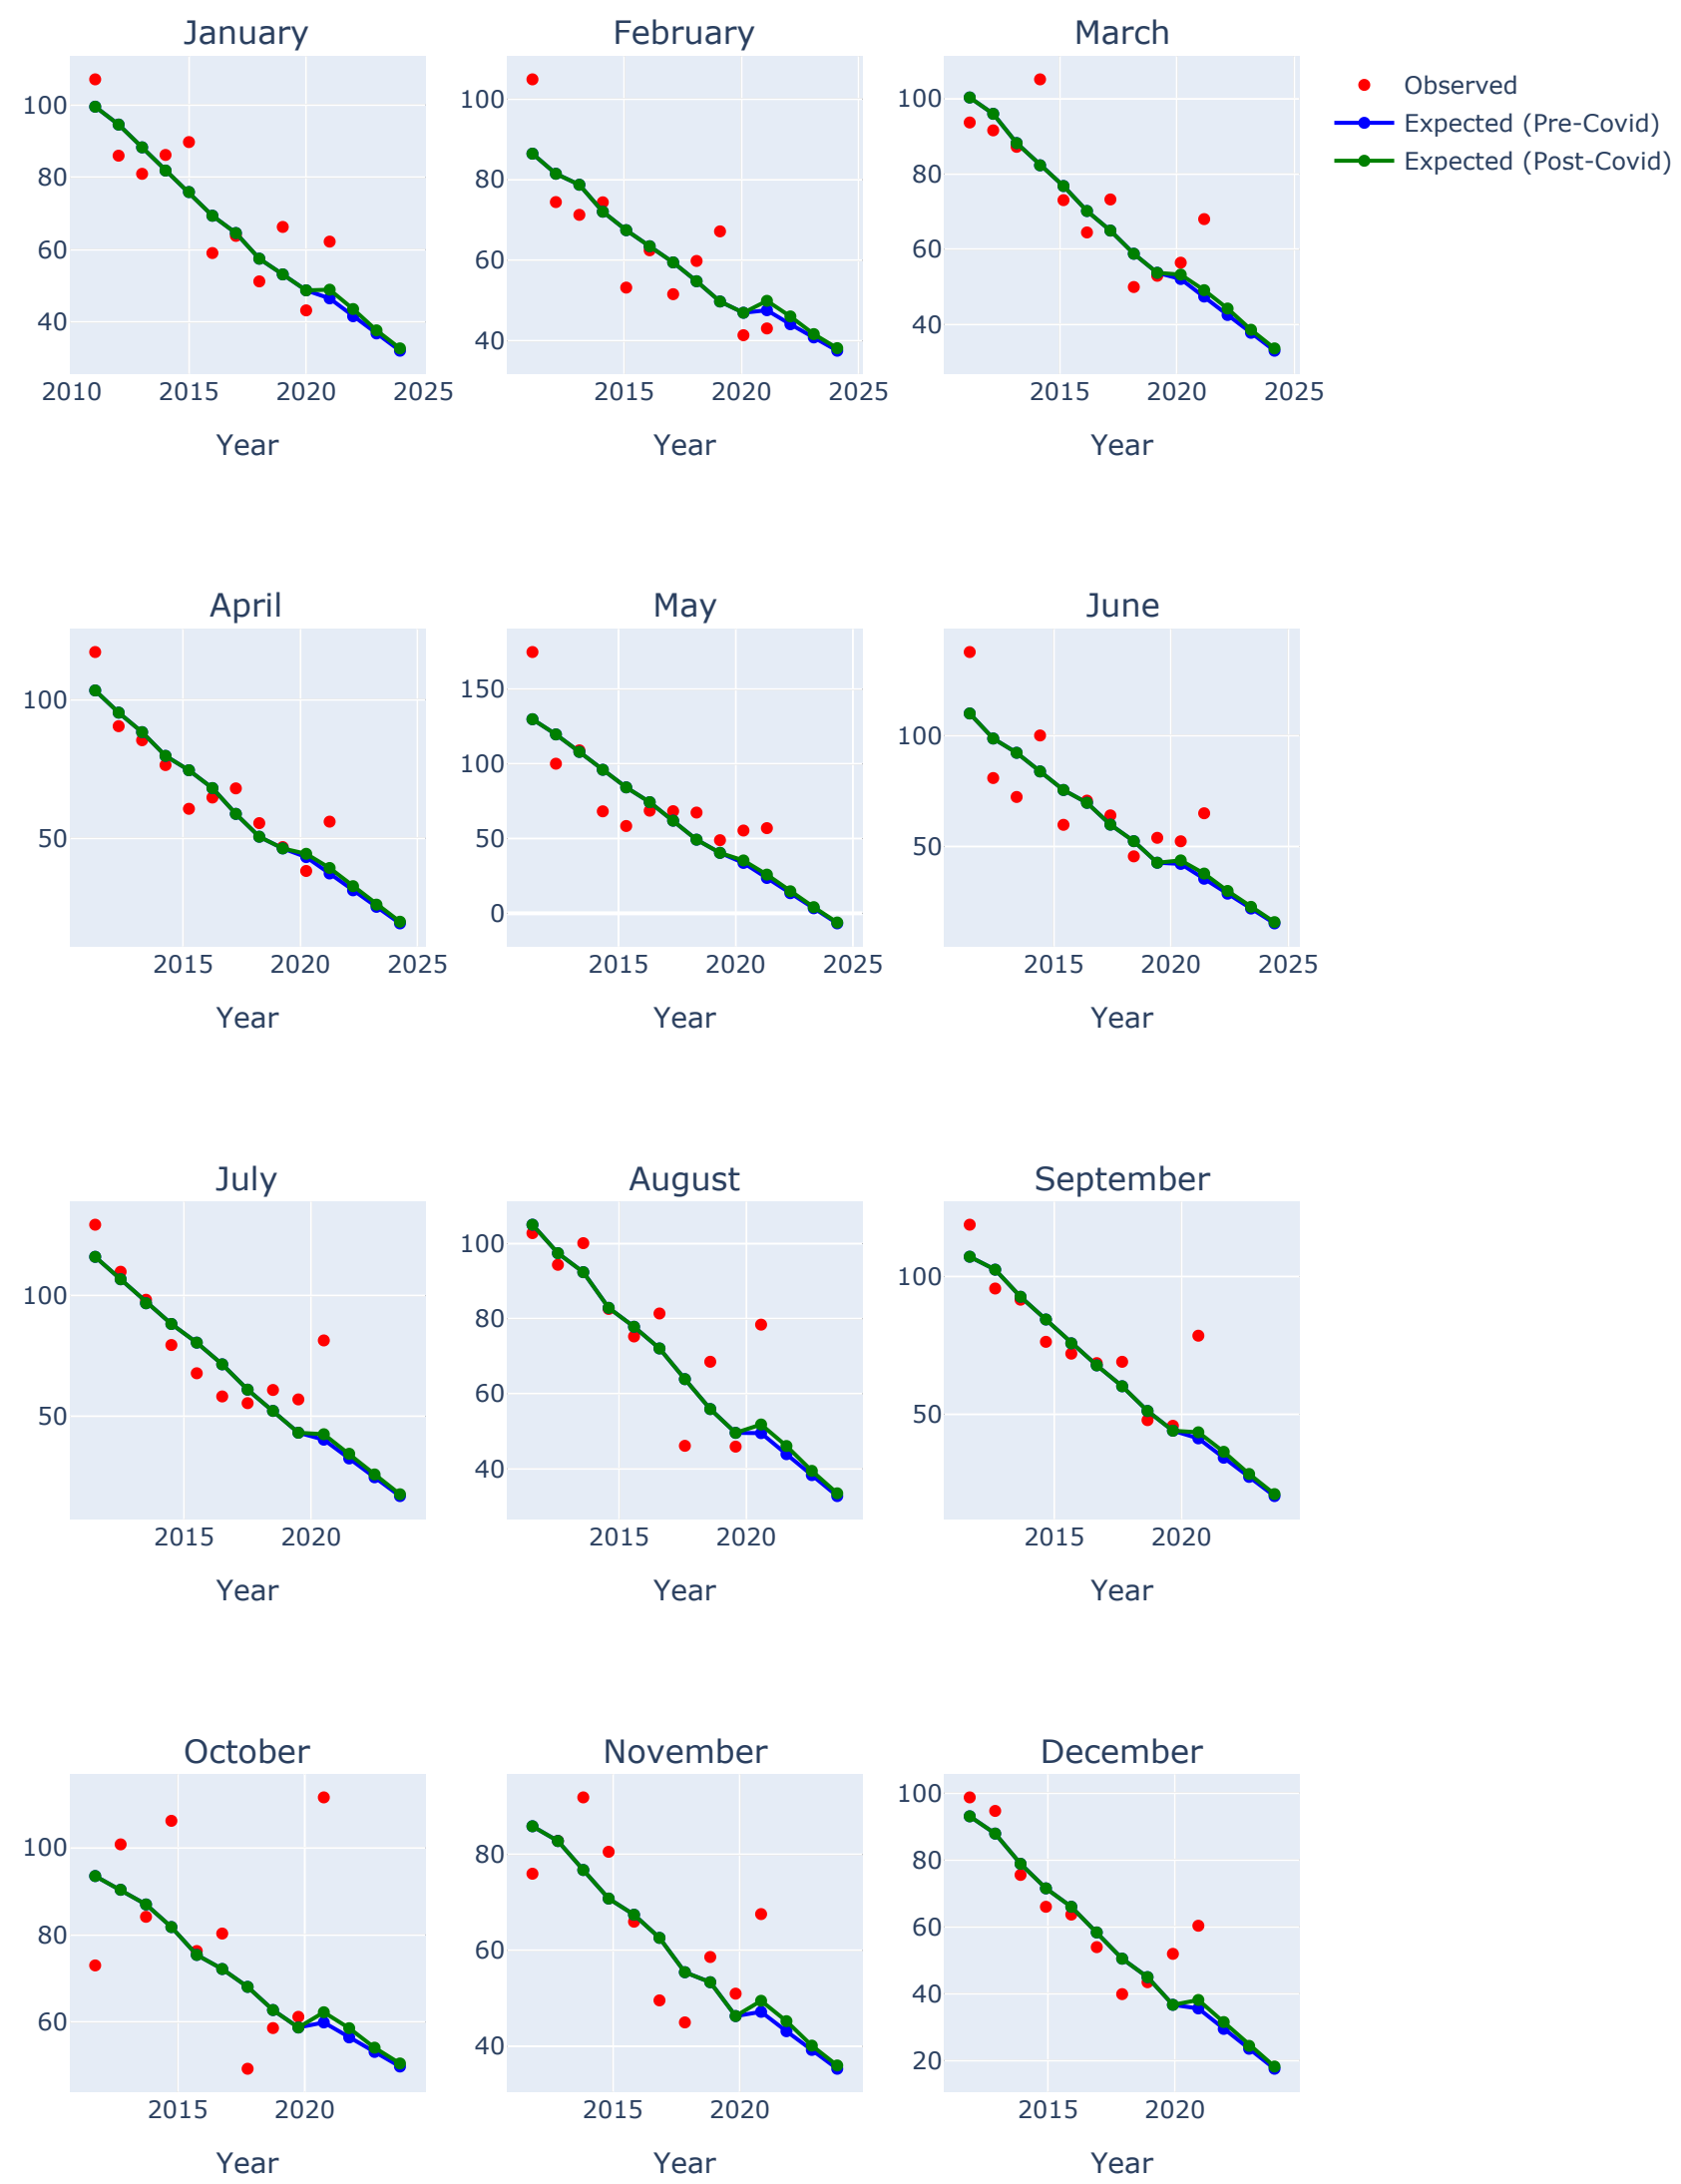 January February March
Observed
Expected (Pre-Covid)
Expected (Post-Covid)
100 100 100
80 80 80
60 60 60
40 40 40
2010 2015 2020 2025 2015 2020 2025 2015 2020 2025
Year Year Year
April May June
150
100 100 100
50 50 50
0
2015 2020 2025 2015 2020 2025 2015 2020 2025
Year Year Year
July August September
100 100 100
80
60
50 40 50
2015 2020 2015 2020 2015 2020
Year Year Year
October November December
100 80 100
80 60 80
60 40 60
40
20
2015 2020 2015 2020 2015 2020
Year Year Year